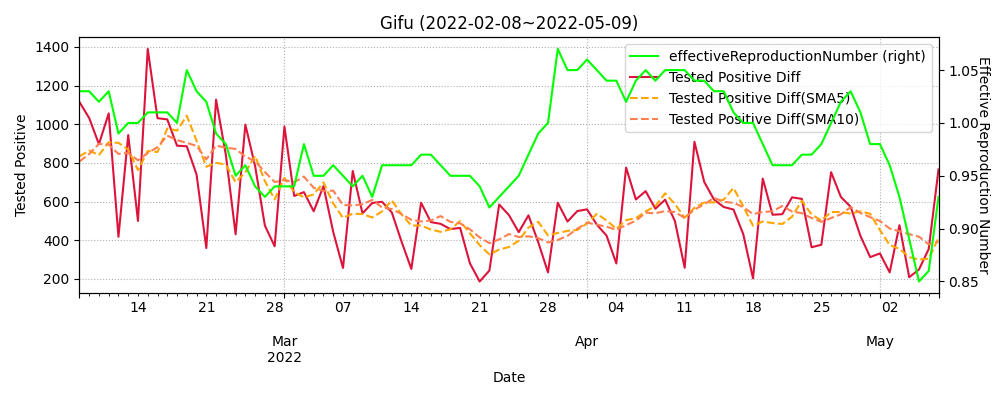 Gifu (2022-02-08~2022-05-09)
effectiveReproductionNumber (right)
Tested Positive Diff
Tested Positive Diff(SMA5)
Tested Positive Diff(SMA10)
Tested Positive
1400
1200
1000
800
600
400
200
Effective Reproduction Number
1.05
1.00
0.95
0.90
0.85
14 21 28 07 14 21 28 04 11 18 25 02
Mar Apr May
2022
Date